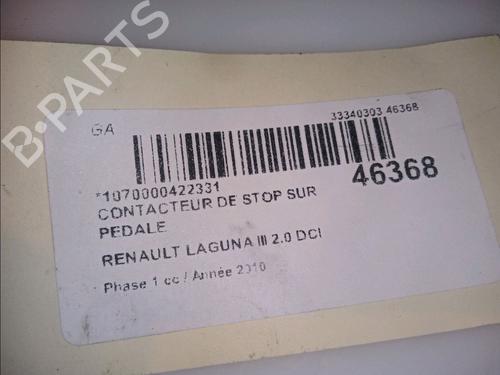 B-PARTS
GA
33340303 46368
*1070000422331
46368
CONTACTEUR DE STOP SUR
PEDALE
RENAULT LAGUNA III 2.0 DCI
Phase 1 cc / Année 2010